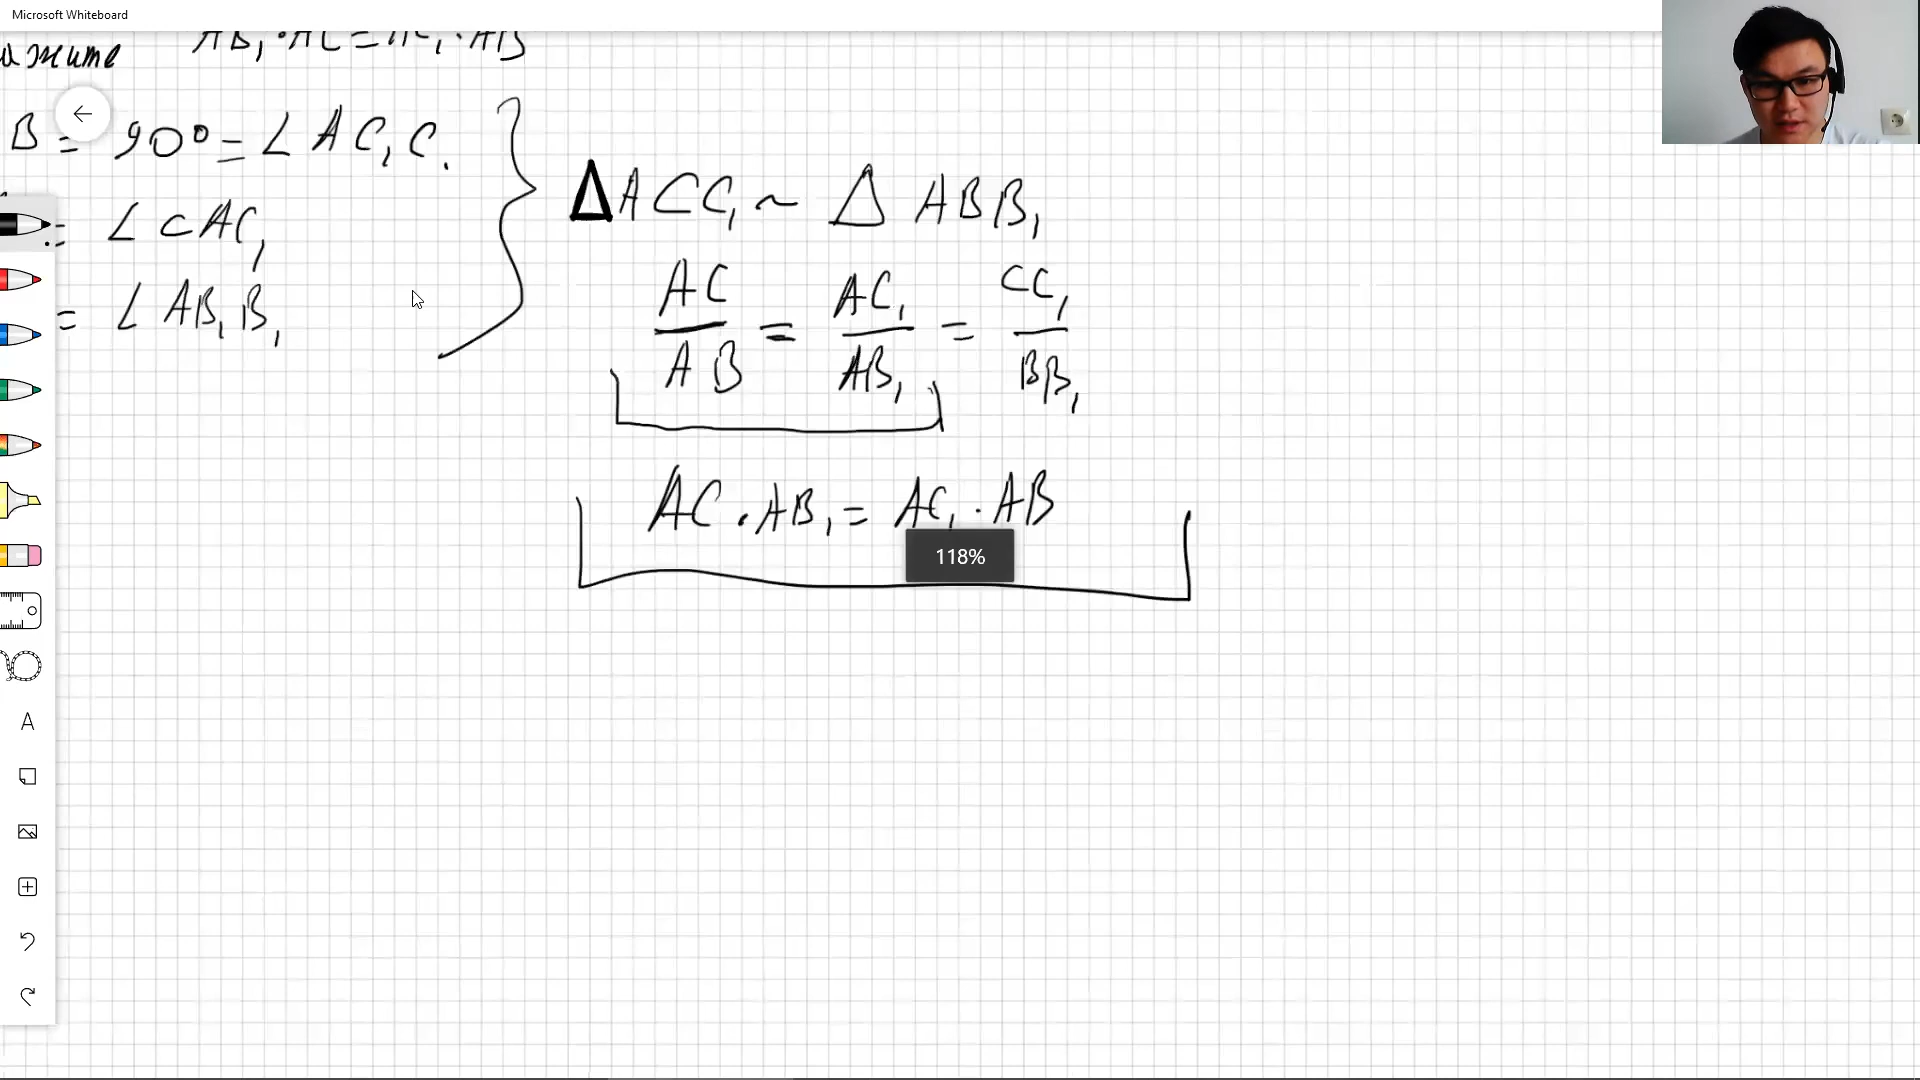 Microsoft Whiteboard
AB₁ · AC = AC₁ · AB
B = 90° = ∠ AC₁C.
= ∠ CAC₁
= ∠ AB₁B₁
ΔACC₁ ~ Δ ABB₁
AC/AB = AC₁/AB₁ = CC₁/BB₁
AC · AB₁ = AC₁ · AB
118%
A